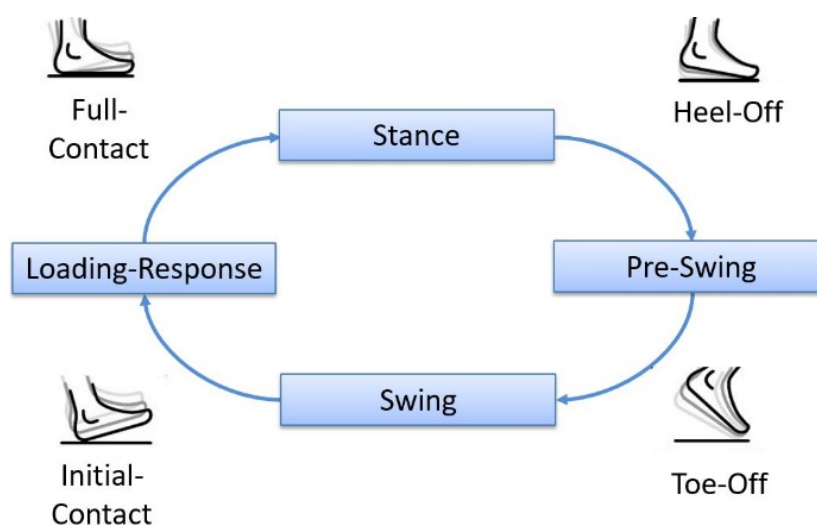 Full-
Contact
Stance
Heel-Off
Loading-Response
Pre-Swing
Swing
Initial-
Contact
Toe-Off